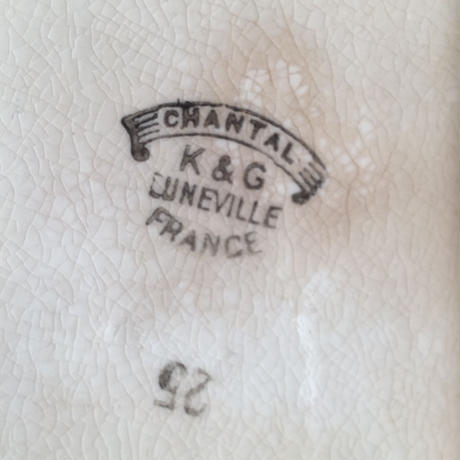 CHANTAL
K & G
LUNEVILLE
FRANCE
25